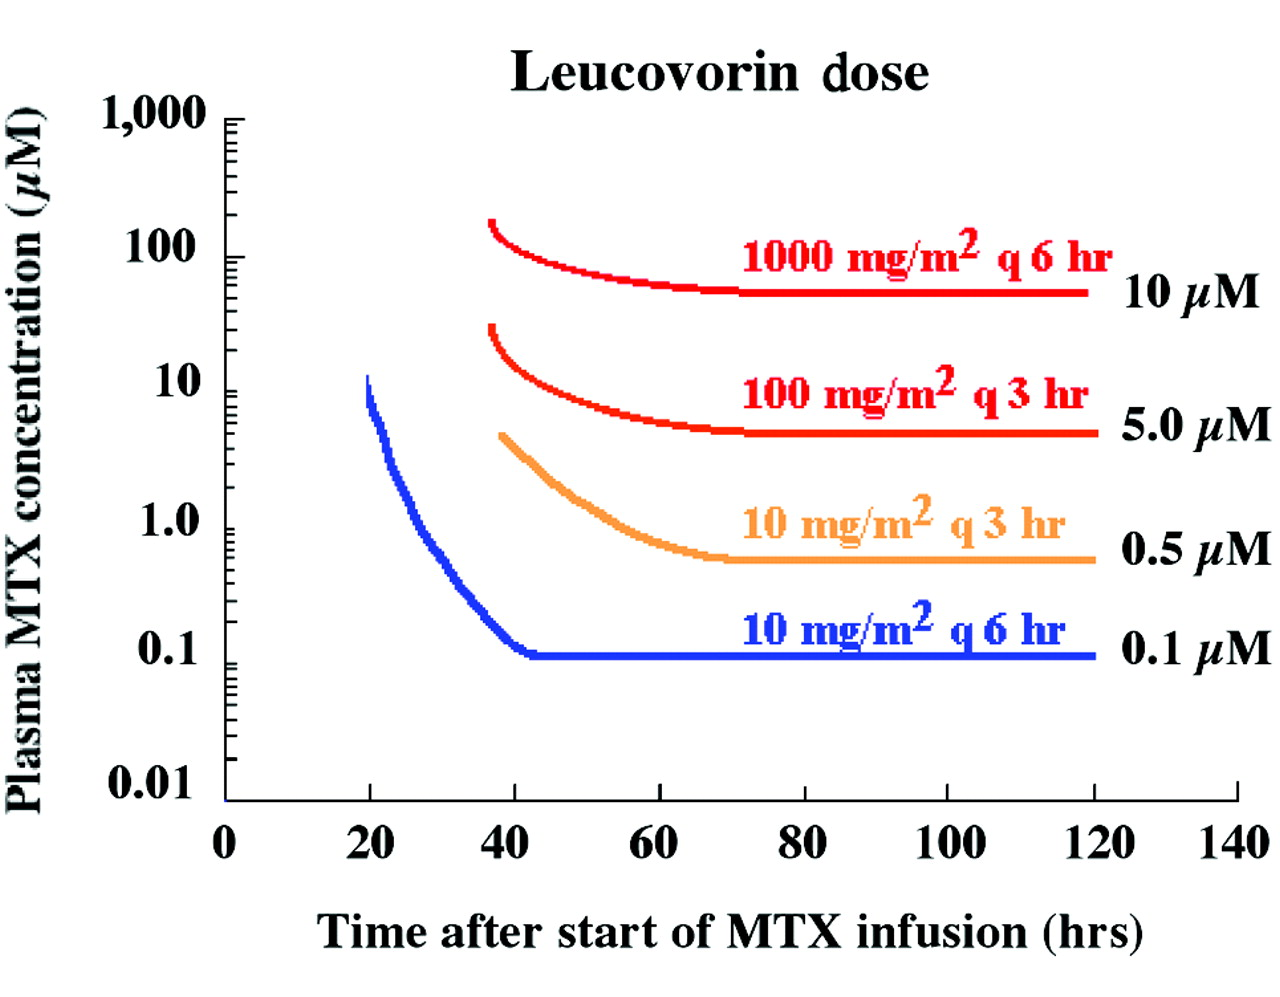 Leucovorin dose
Plasma MTX concentration (µM)
1,000
100
10
1.0
0.1
0.01
1000 mg/m² q 6 hr
10 µM
100 mg/m² q 3 hr
5.0 µM
10 mg/m² q 3 hr
0.5 µM
10 mg/m² q 6 hr
0.1 µM
0 20 40 60 80 100 120 140
Time after start of MTX infusion (hrs)